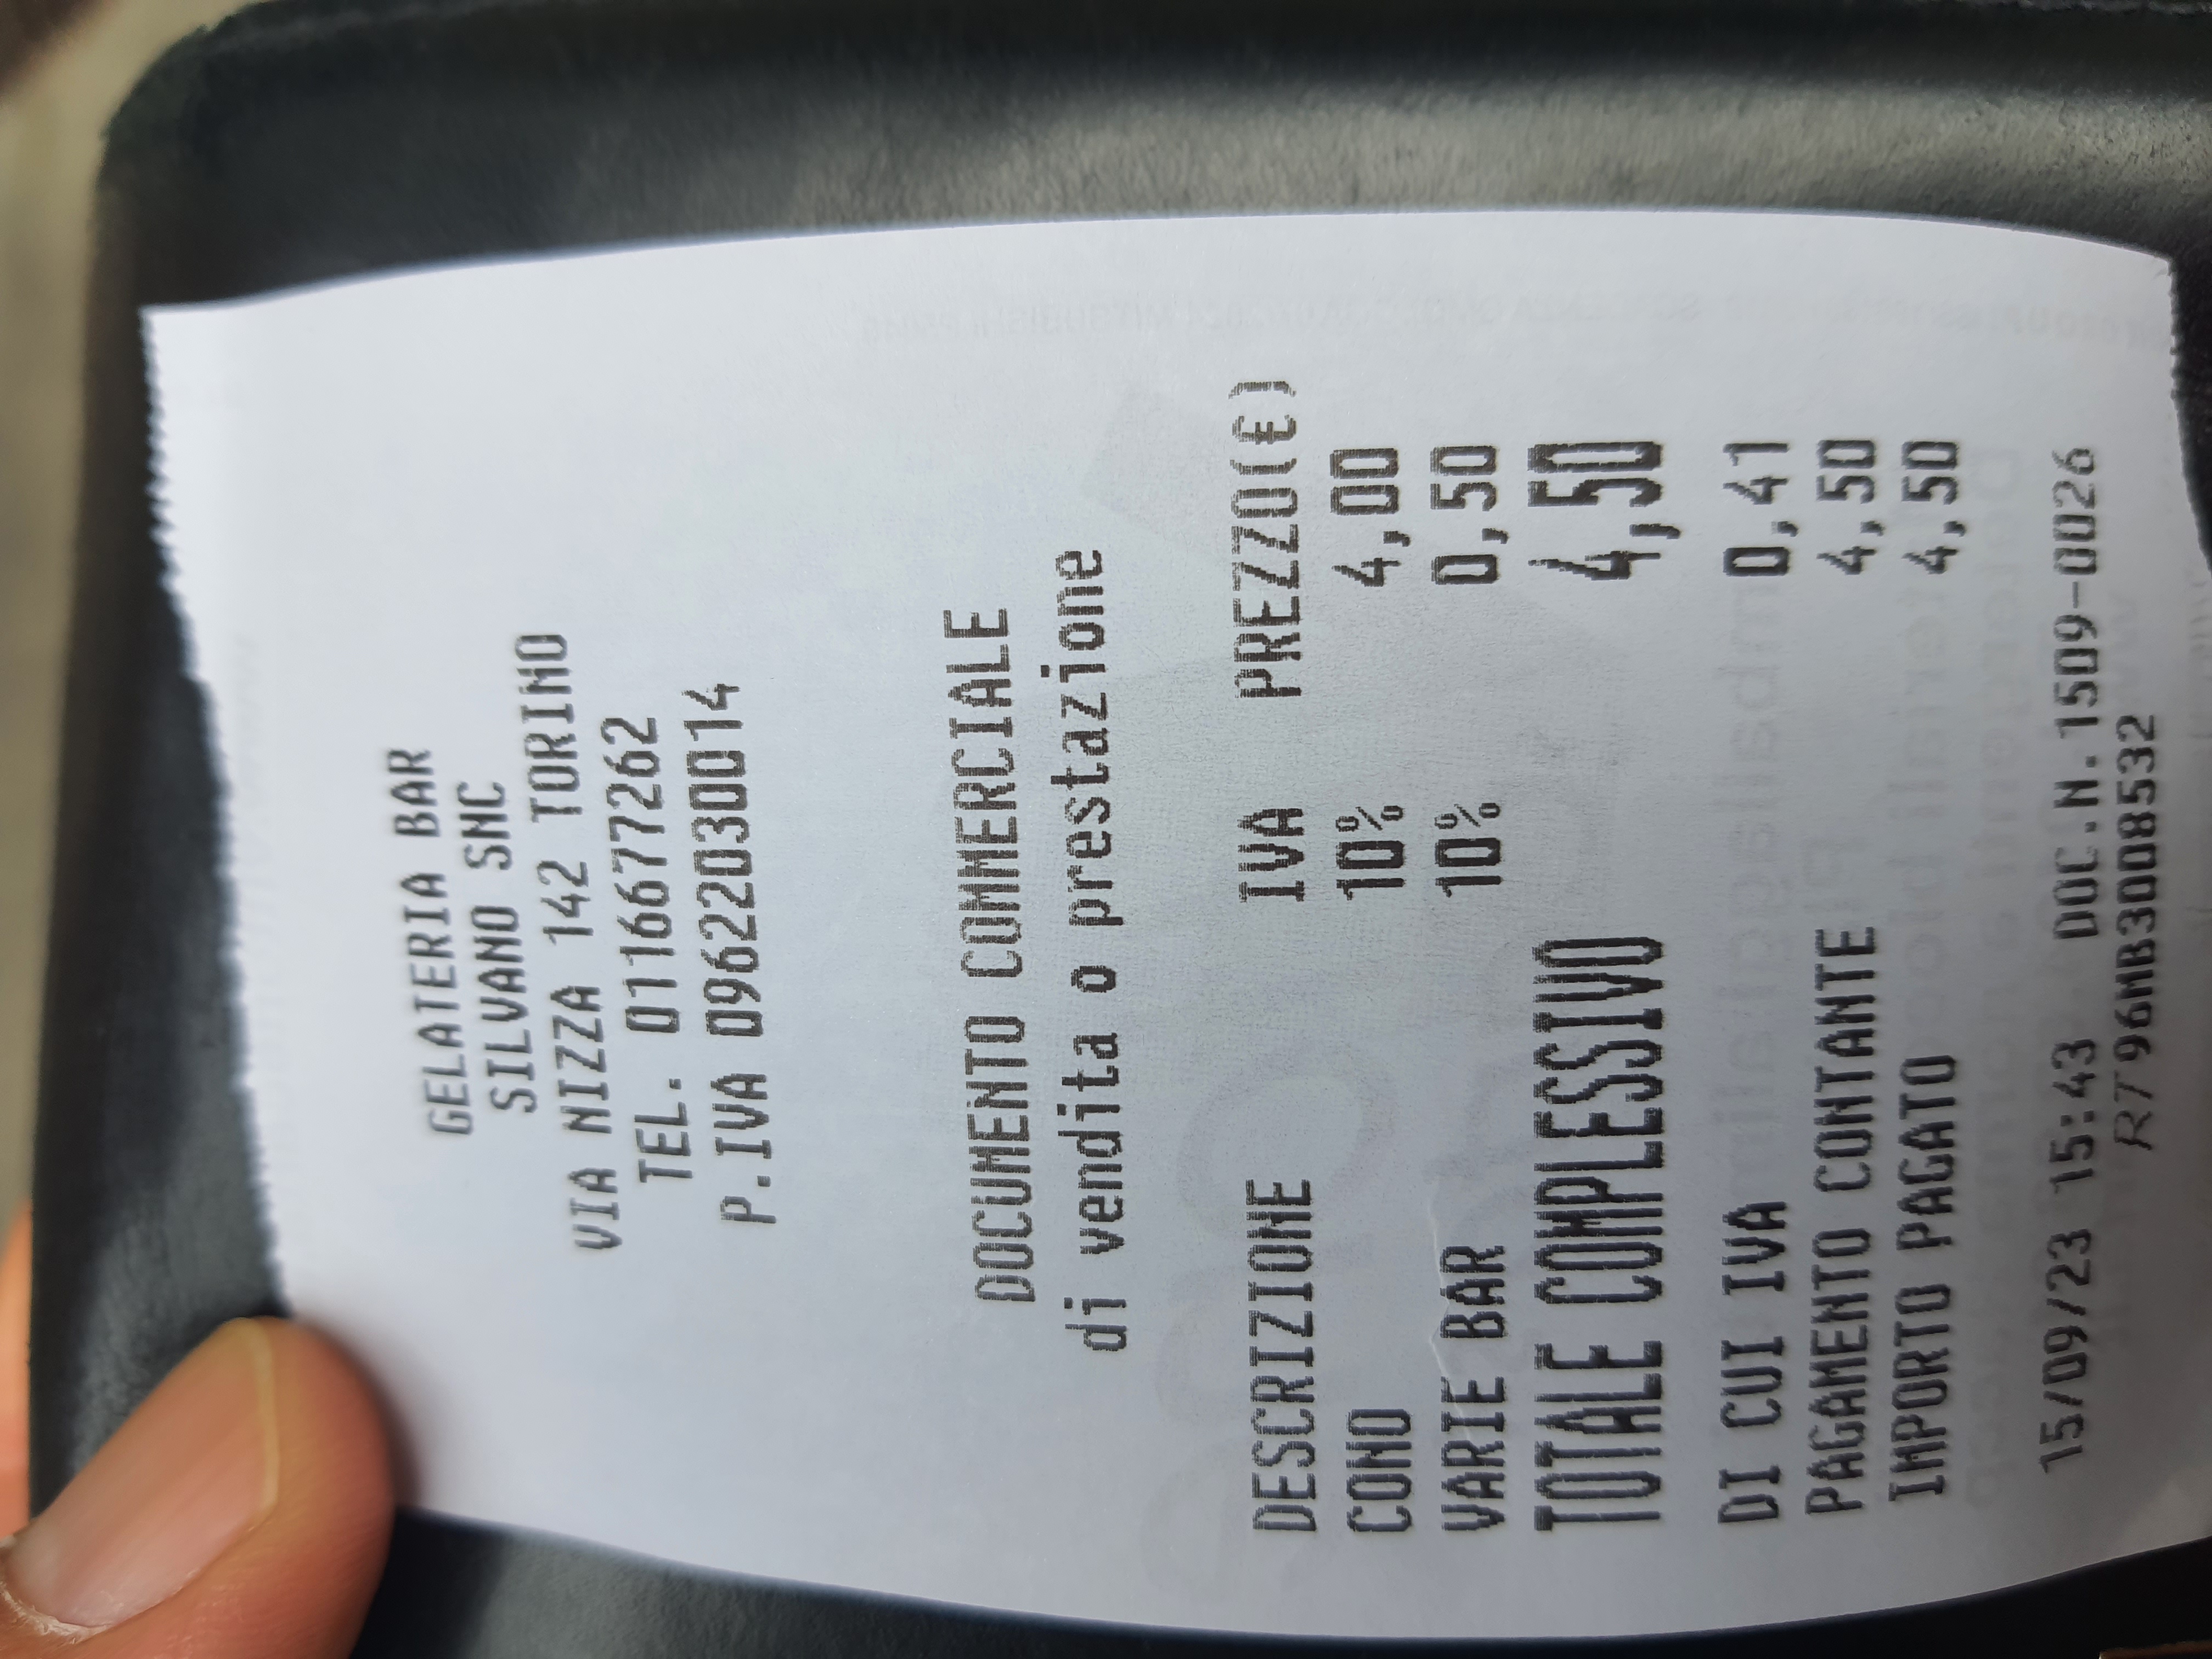 GELATERIA BAR
SILVANO SNC
VIA NIZZA 142 TORINO
TEL. 0116677262
P.IVA 09622030014
DOCUMENTO COMMERCIALE
di vendita o prestazione
DESCRIZIONE IVA PREZZO(€)
CONO 10% 4,00
VARIE BAR 10% 0,50
TOTALE COMPLESSIVO 4,50
DI CUI IVA 0,41
PAGAMENTO CONTANTE 4,50
IMPORTO PAGATO 4,50
15/09/23 15:43 DOC.N.1509-0026
RT 96MB3008532